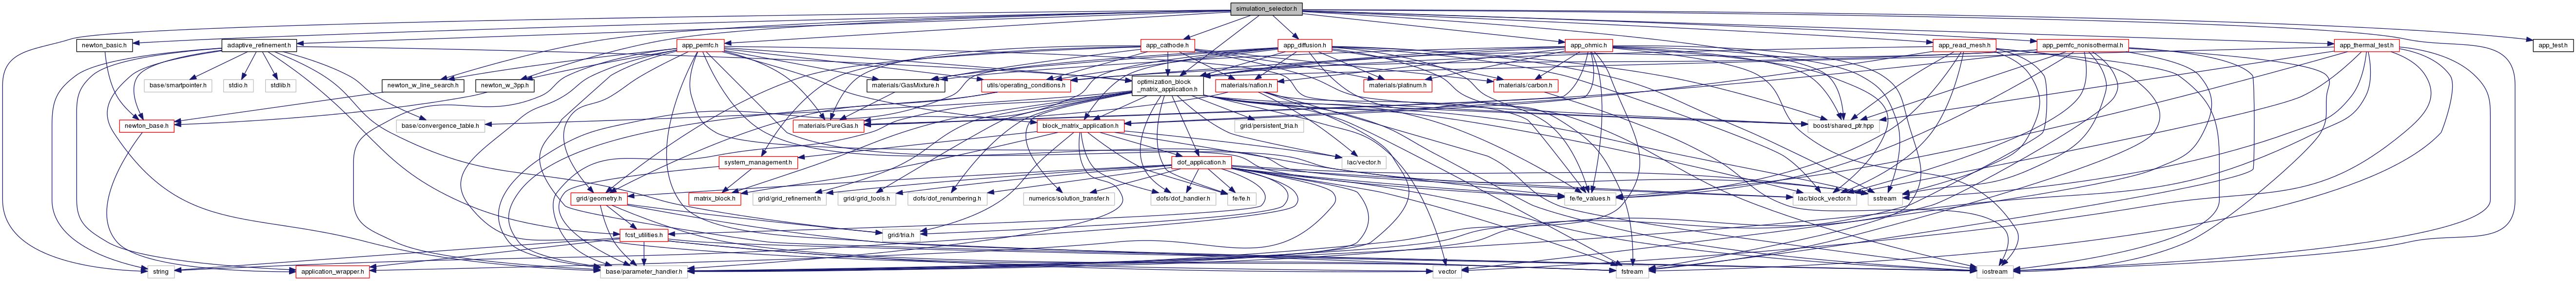 simulation_selector.h
newton_basic.h
adaptive_refinement.h
app_pemfc.h
app_cathode.h
app_diffusion.h
app_ohmic.h
app_read_mesh.h
app_pemfc_nonisothermal.h
app_thermal_test.h
app_test.h
base/smartpointer.h
stdio.h
stdlib.h
newton_w_line_search.h
newton_w_3pp.h
materials/GasMixture.h
utils/operating_conditions.h
optimization_block
_matrix_application.h
materials/nafion.h
materials/platinum.h
materials/carbon.h
newton_base.h
base/convergence_table.h
materials/PureGas.h
block_matrix_application.h
grid/persistent_tria.h
boost/shared_ptr.hpp
system_management.h
dof_application.h
lac/vector.h
grid/geometry.h
matrix_block.h
grid/grid_refinement.h
grid/grid_tools.h
dofs/dof_renumbering.h
numerics/solution_transfer.h
dofs/dof_handler.h
fe/fe.h
fe/fe_values.h
lac/block_vector.h
sstream
fcst_utilities.h
grid/tria.h
string
application_wrapper.h
base/parameter_handler.h
vector
fstream
iostream